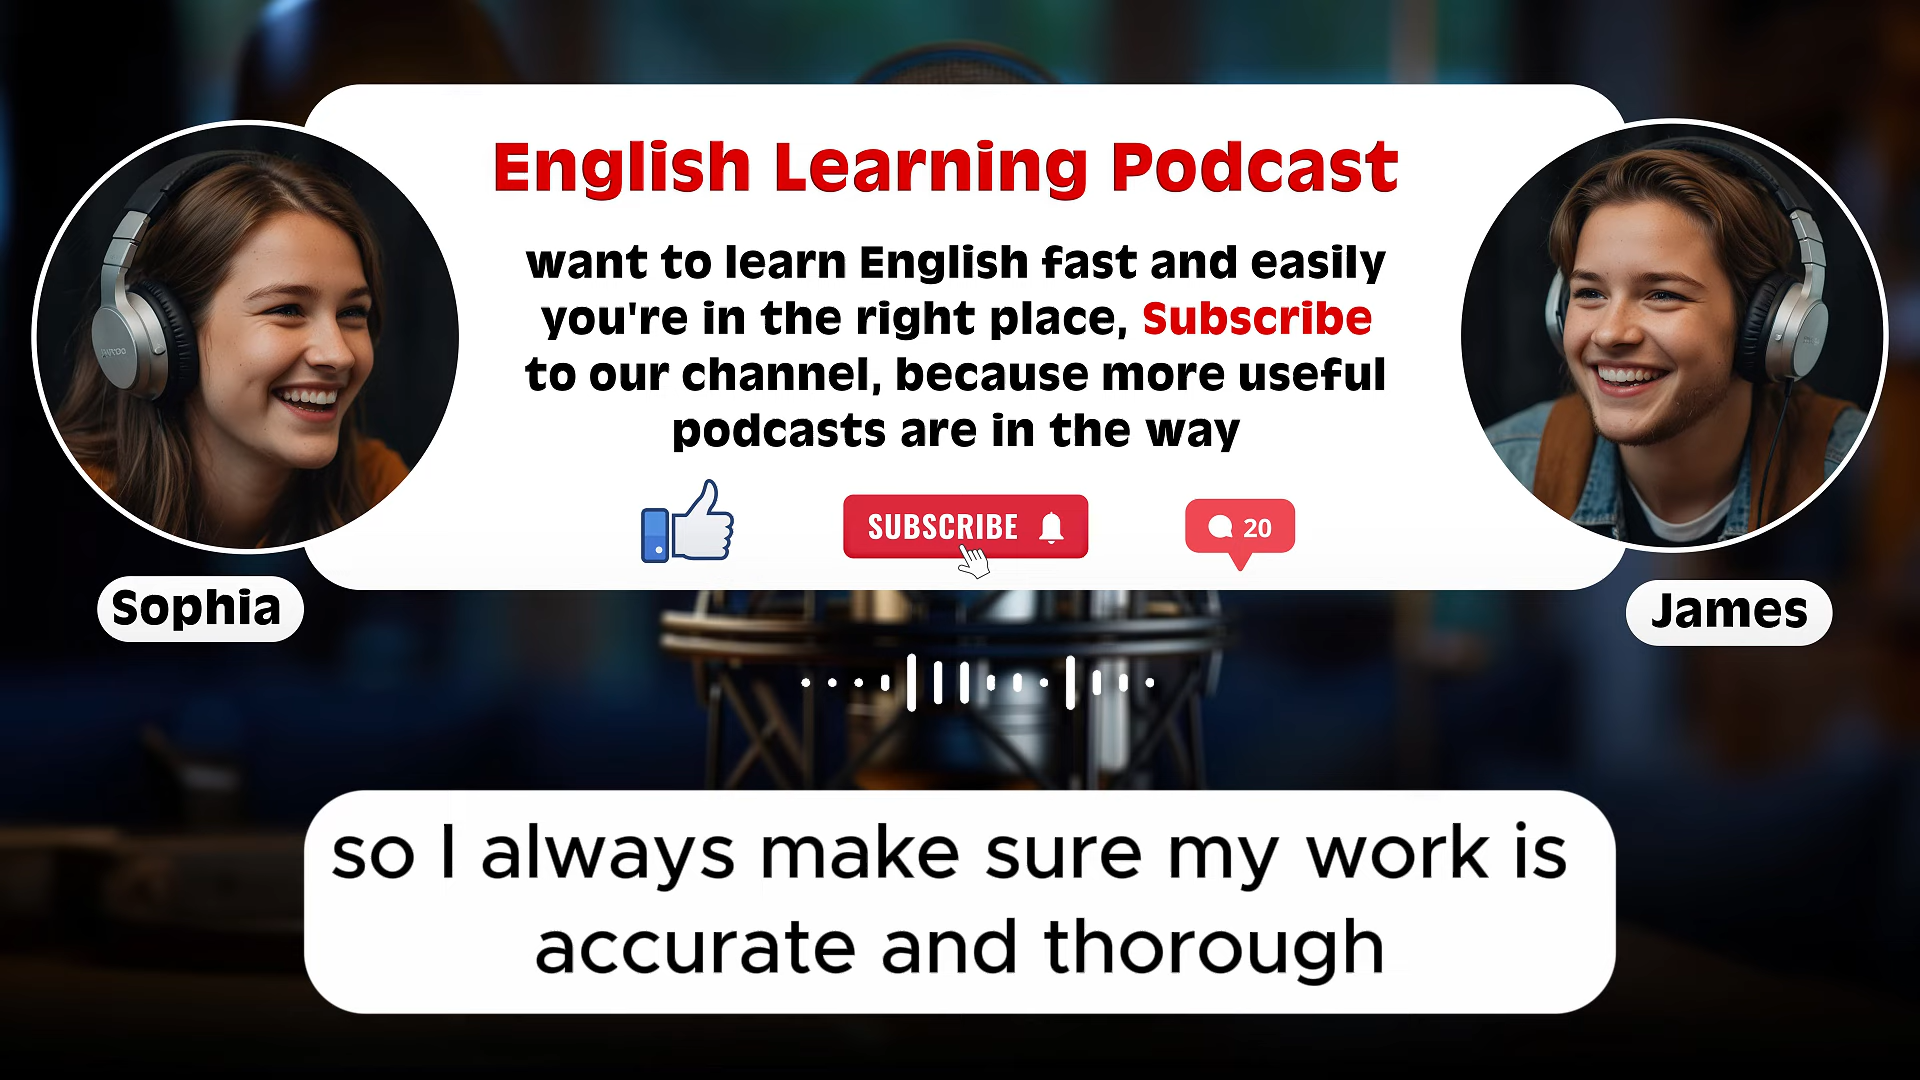 English Learning Podcast
want to learn English fast and easily
you're in the right place, Subscribe
to our channel, because more useful
podcasts are in the way
SUBSCRIBE
20
Sophia
James
so I always make sure my work is
accurate and thorough